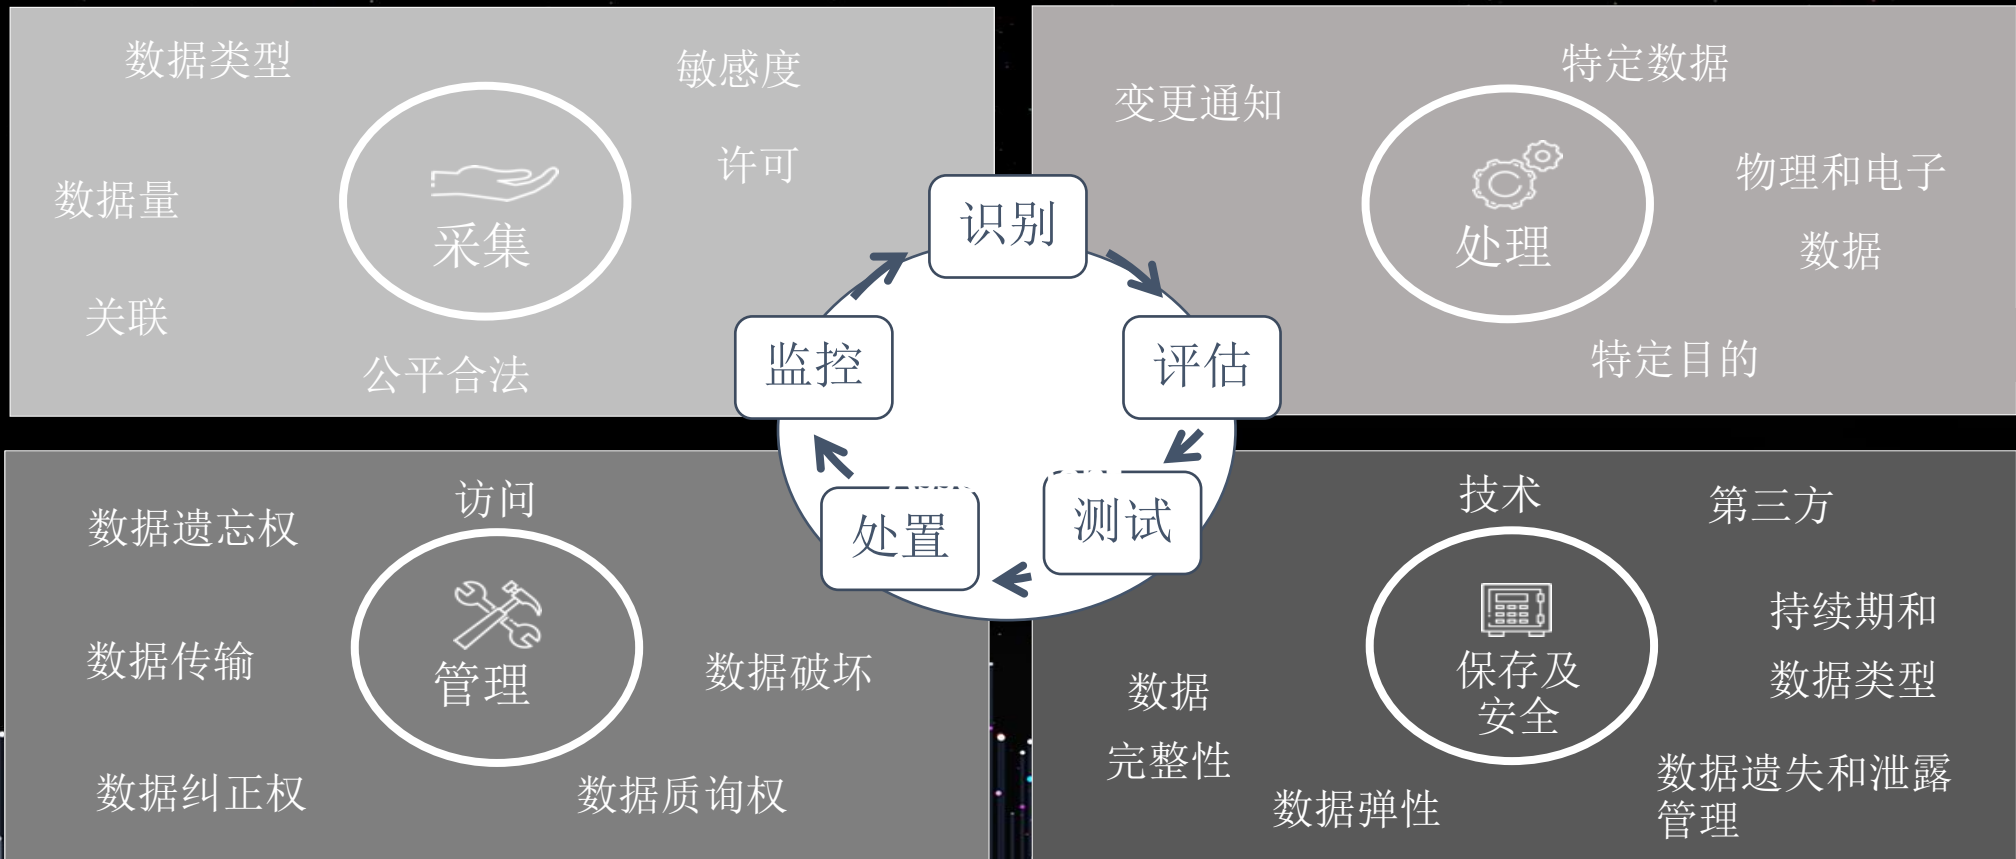 数据类型
敏感度
许可
数据量
采集
关联
公平合法
特定数据
变更通知
物理和电子
数据
处理
特定目的
识别
评估
测试
处置
监控
访问
数据遗忘权
数据传输
管理
数据破坏
数据纠正权
数据质询权
技术
第三方
持续期和
数据类型
保存及
安全
数据
完整性
数据弹性
数据遗失和泄露
管理